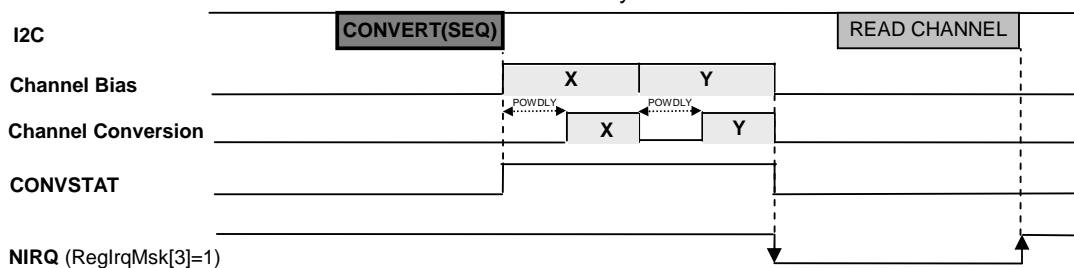 I2C CONVERT(SEQ) READ CHANNEL
Channel Bias X Y
POWDLY POWDLY
Channel Conversion X Y
CONVSTAT
NIRQ (RegIrqMsk[3]=1)